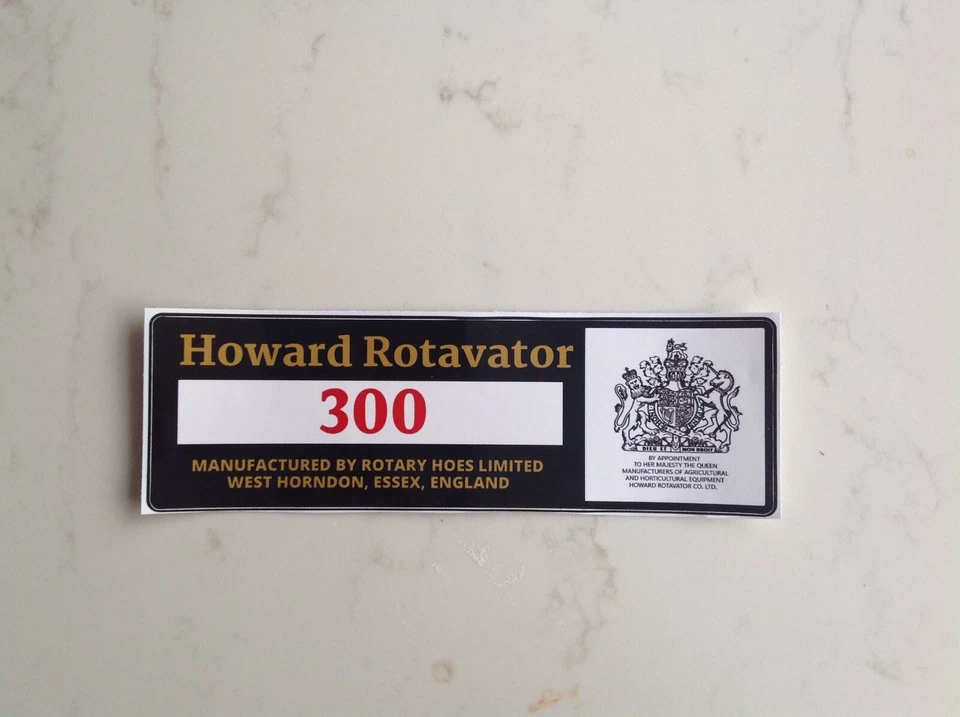 Howard Rotavator
300
MANUFACTURED BY ROTARY HOES LIMITED
WEST HORNDON, ESSEX, ENGLAND
DIEU ET MON DROIT
BY APPOINTMENT
TO HER MAJESTY THE QUEEN
MANUFACTURERS OF AGRICULTURAL
AND HORTICULTURAL EQUIPMENT
HOWARD ROTAVATOR CO. LTD.